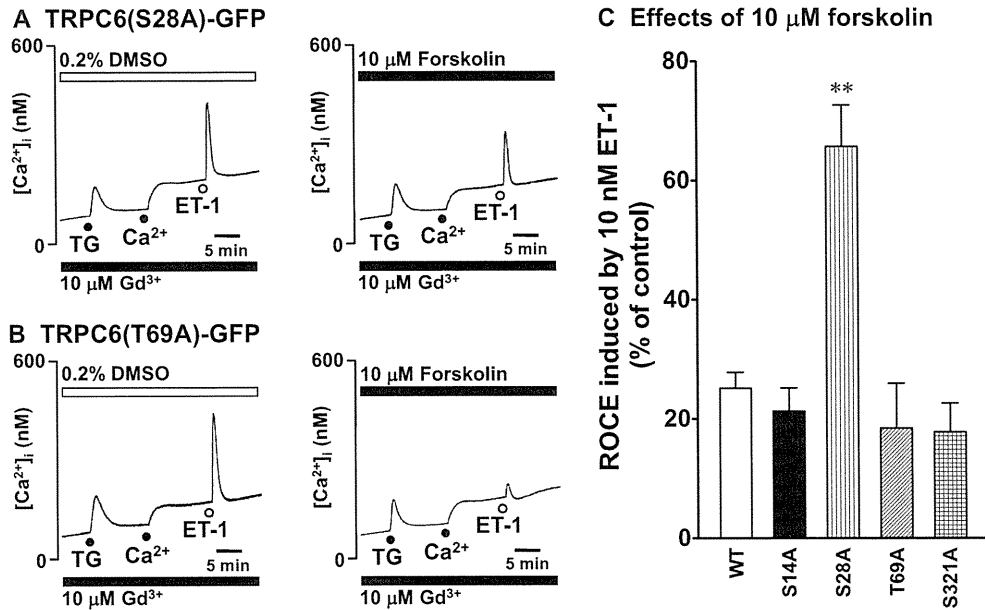 A TRPC6(S28A)-GFP
600
0.2% DMSO
[Ca²⁺]ᵢ (nM)
0
TG
Ca²⁺
ET-1
5 min
10 μM Gd³⁺
600
10 μM Forskolin
[Ca²⁺]ᵢ (nM)
0
TG
Ca²⁺
ET-1
5 min
10 μM Gd³⁺
B TRPC6(T69A)-GFP
600
0.2% DMSO
[Ca²⁺]ᵢ (nM)
0
TG
Ca²⁺
ET-1
5 min
10 μM Gd³⁺
600
10 μM Forskolin
[Ca²⁺]ᵢ (nM)
0
TG
Ca²⁺
ET-1
5 min
10 μM Gd³⁺
C Effects of 10 μM forskolin
ROCE induced by 10 nM ET-1
(% of control)
80
60
40
20
0
**
WT
S14A
S28A
T69A
S321A